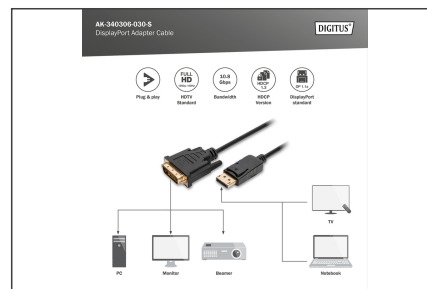 AK-340306-030-S
DisplayPort Adapter Cable
DIGITUS
FULL
HD
10.8
Gbps
HDCP
1.3
DP 1.1a
Plug & play
HDTV
Standard
Bandwidth
HDCP
Version
DisplayPort
standard
TV
PC
Monitor
Beamer
Notebook